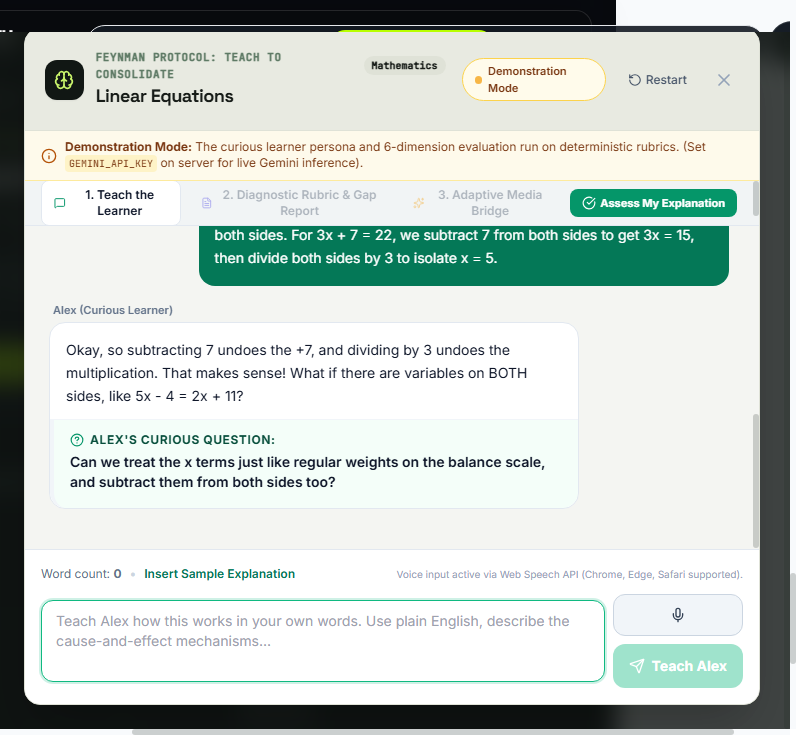 FEYNMAN PROTOCOL: TEACH TO
CONSOLIDATE
Linear Equations
Mathematics
Demonstration
Mode
Restart
Demonstration Mode: The curious learner persona and 6-dimension evaluation run on deterministic rubrics. (Set
GEMINI_API_KEY on server for live Gemini inference).
1. Teach the
Learner
2. Diagnostic Rubric & Gap
Report
3. Adaptive Media
Bridge
Assess My Explanation
both sides. For 3x + 7 = 22, we subtract 7 from both sides to get 3x = 15,
then divide both sides by 3 to isolate x = 5.
Alex (Curious Learner)
Okay, so subtracting 7 undoes the +7, and dividing by 3 undoes the
multiplication. That makes sense! What if there are variables on BOTH
sides, like 5x - 4 = 2x + 11?
ALEX'S CURIOUS QUESTION:
Can we treat the x terms just like regular weights on the balance scale,
and subtract them from both sides too?
Word count: 0 • Insert Sample Explanation
Voice input active via Web Speech API (Chrome, Edge, Safari supported).
Teach Alex how this works in your own words. Use plain English, describe the
cause-and-effect mechanisms...
Teach Alex